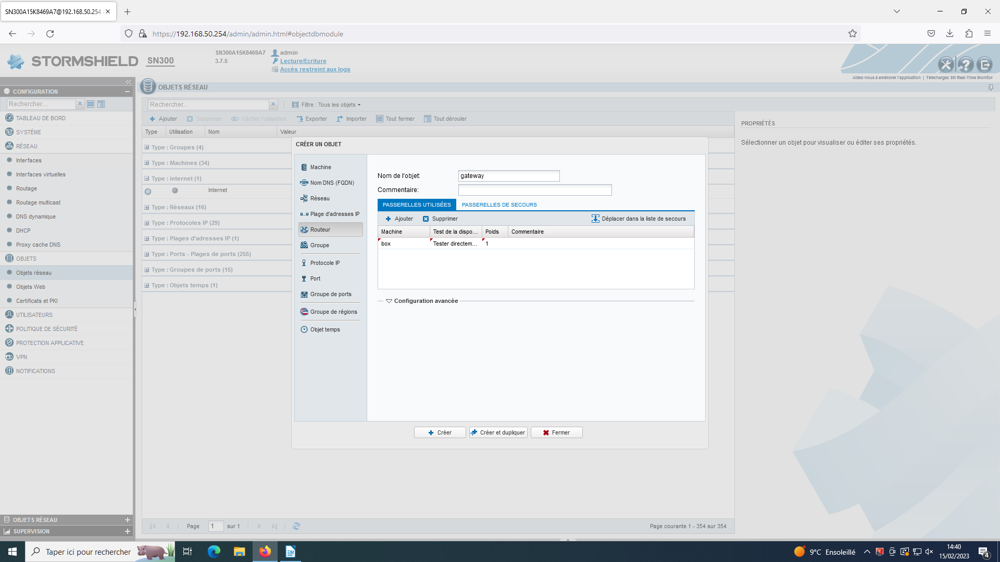 SN300A15K8469A7@192.168.50.254
https://192.168.50.254/admin/admin.html#objectdbmodule
STORMSHIELD SN300
SN300A15K8469A7
3.7.5
admin
Lecture/Ecriture
Accès restreint aux logs
Aidez-nous à améliorer l'application | Téléchargez SN Real-Time Monitor
CONFIGURATION
Rechercher...
TABLEAU DE BORD
SYSTÈME
RÉSEAU
Interfaces
Interfaces virtuelles
Routage
Routage multicast
DNS dynamique
DHCP
Proxy cache DNS
OBJETS
Objets réseau
Objets Web
Certificats et PKI
UTILISATEURS
POLITIQUE DE SÉCURITÉ
PROTECTION APPLICATIVE
VPN
NOTIFICATIONS
OBJETS RÉSEAU
SUPERVISION
OBJETS RÉSEAU
Rechercher... Filtre : Tous les objets
Ajouter Supprimer Vérifier l'utilisation Exporter Importer Tout fermer Tout dérouler
Type Utilisation Nom Valeur
Type : Groupes (4)
Type : Machines (34)
Type : internet (1)
Internet
Type : Réseaux (16)
Type : Protocoles IP (29)
Type : Plages d'adresses IP (1)
Type : Ports - Plages de ports (255)
Type : Groupes de ports (15)
Type : Objets temps (1)
Page 1 sur 1
Page courante 1 - 354 sur 354
PROPRIÉTÉS
Sélectionner un objet pour visualiser ou éditer ses propriétés.
CRÉER UN OBJET
Machine
FQDN Nom DNS (FQDN)
Réseau
Plage d'adresses IP
Routeur
Groupe
Protocole IP
Port
Groupe de ports
Groupe de régions
Objet temps
Nom de l'objet: gateway
Commentaire:
PASSERELLES UTILISÉES PASSERELLES DE SECOURS
Ajouter Supprimer Déplacer dans la liste de secours
Machine Test de la dispo... Poids Commentaire
box Tester directem... 1
Configuration avancée
Créer Créer et dupliquer Fermer
Taper ici pour rechercher
9°C Ensoleillé
14:40
15/02/2023
4